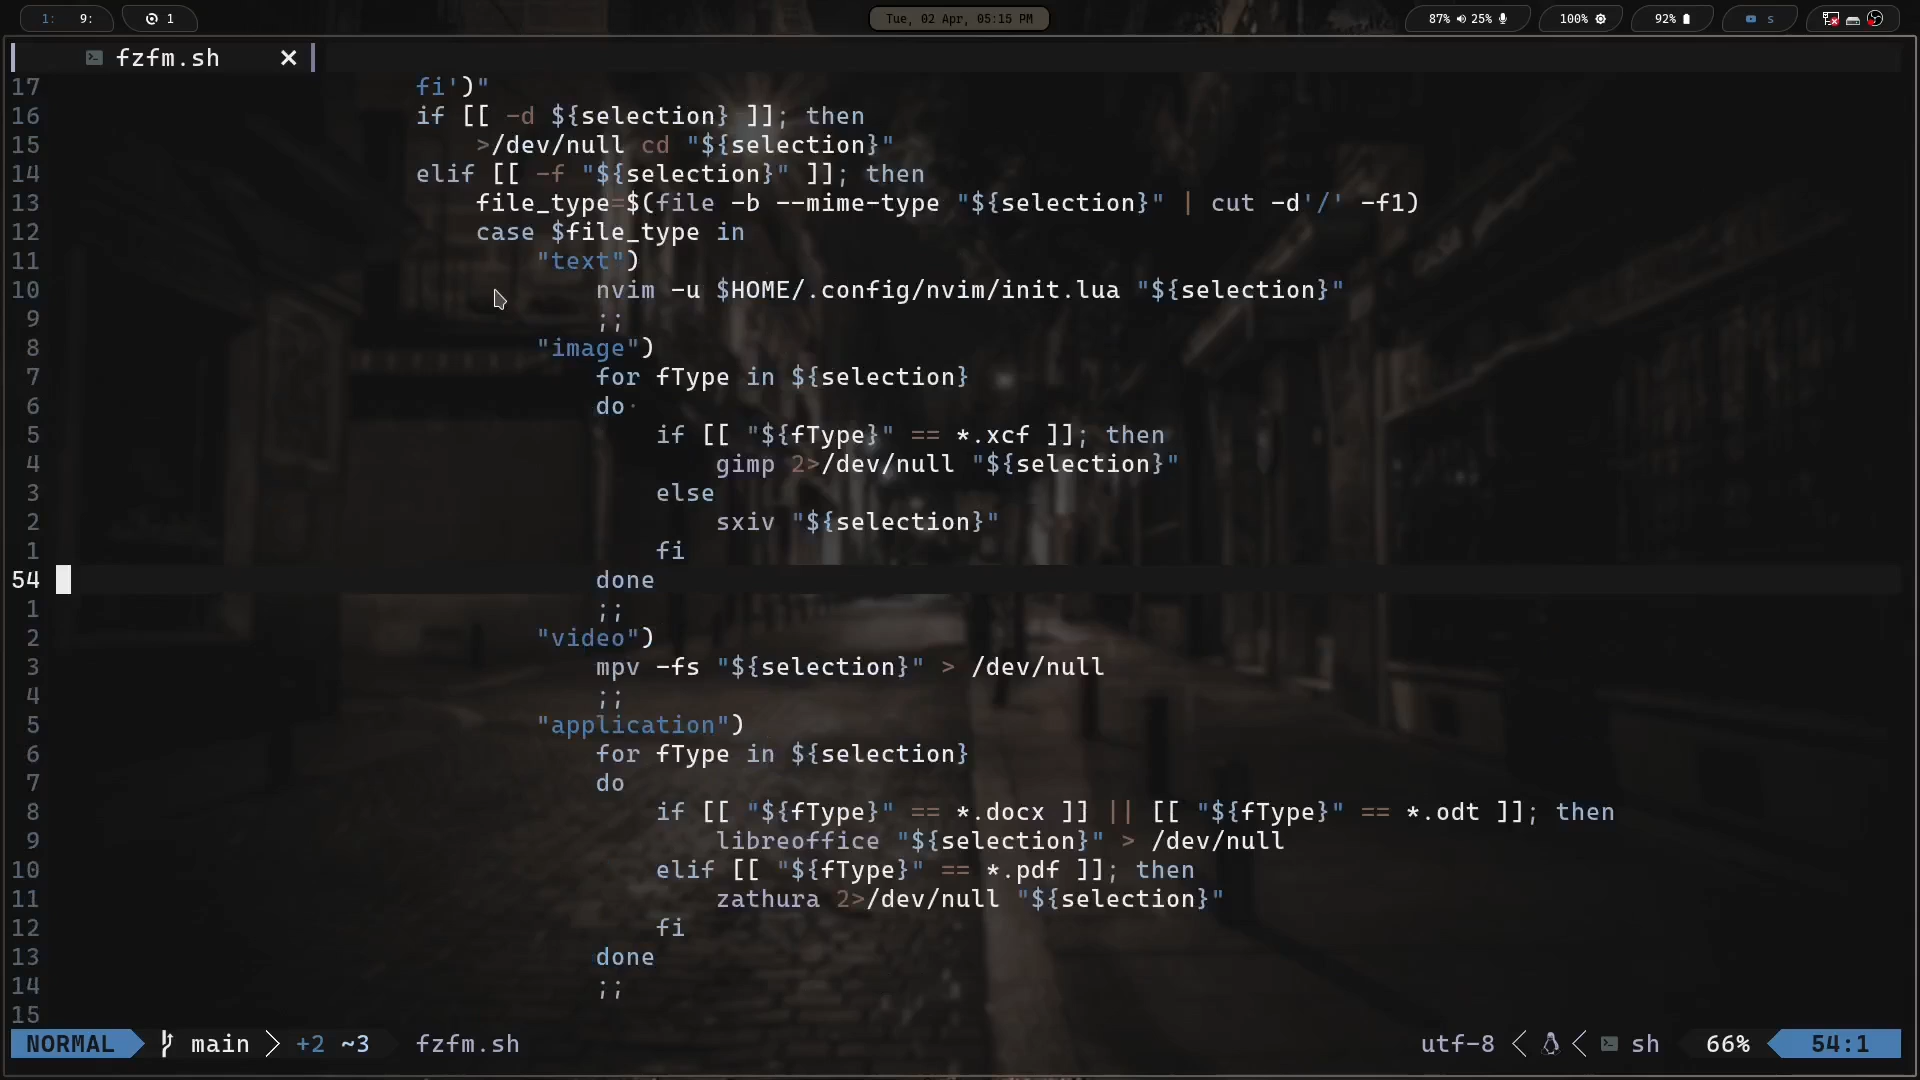 1: 9: 1 Tue, 02 Apr, 05:15 PM 87% 25% 100% 92% s
fzfm.sh ✕
17 fi')"
16 if [[ -d ${selection} ]]; then
15 >/dev/null cd "${selection}"
14 elif [[ -f "${selection}" ]]; then
13 file_type=$(file -b --mime-type "${selection}" | cut -d'/' -f1)
12 case $file_type in
11 "text")
10 nvim -u $HOME/.config/nvim/init.lua "${selection}"
9 ;;
8 "image")
7 for fType in ${selection}
6 do·
5 if [[ "${fType}" == *.xcf ]]; then
4 gimp 2>/dev/null "${selection}"
3 else
2 sxiv "${selection}"
1 fi
54 done
1 ;;
2 "video")
3 mpv -fs "${selection}" > /dev/null
4 ;;
5 "application")
6 for fType in ${selection}
7 do
8 if [[ "${fType}" == *.docx ]] || [[ "${fType}" == *.odt ]]; then
9 libreoffice "${selection}" > /dev/null
10 elif [[ "${fType}" == *.pdf ]]; then
11 zathura 2>/dev/null "${selection}"
12 fi
13 done
14 ;;
15
NORMAL main +2 ~3 fzfm.sh utf-8 sh 66% 54:1